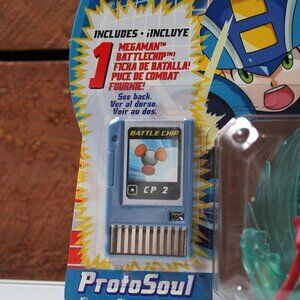 INCLUDES • ¡INCLUYE
1 MEGAMAN™
BATTLECHIP™!
FICHA DE BATALLA!
PUCE DE COMBAT
FOURNIE!
See back.
Ver al dorso.
Voir au dos.
BATTLE CHIP
CP 2
ProtoSoul